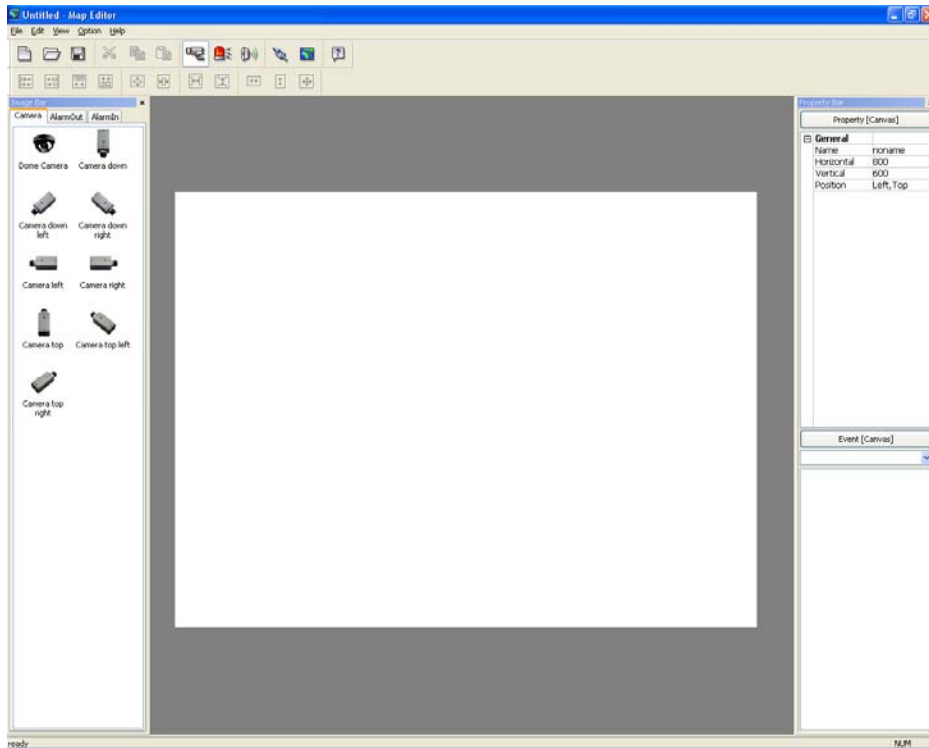 Untitled - Map Editor
File Edit View Option Help
Image Bar
Camera AlarmOut AlarmIn
Dome Camera Camera down
Camera down left Camera down right
Camera left Camera right
Camera top Camera top left
Camera top right
Property Bar
Property [Canvas]
General
Name noname
Horizontal 800
Vertical 600
Position Left,Top
Event [Canvas]
ready NUM